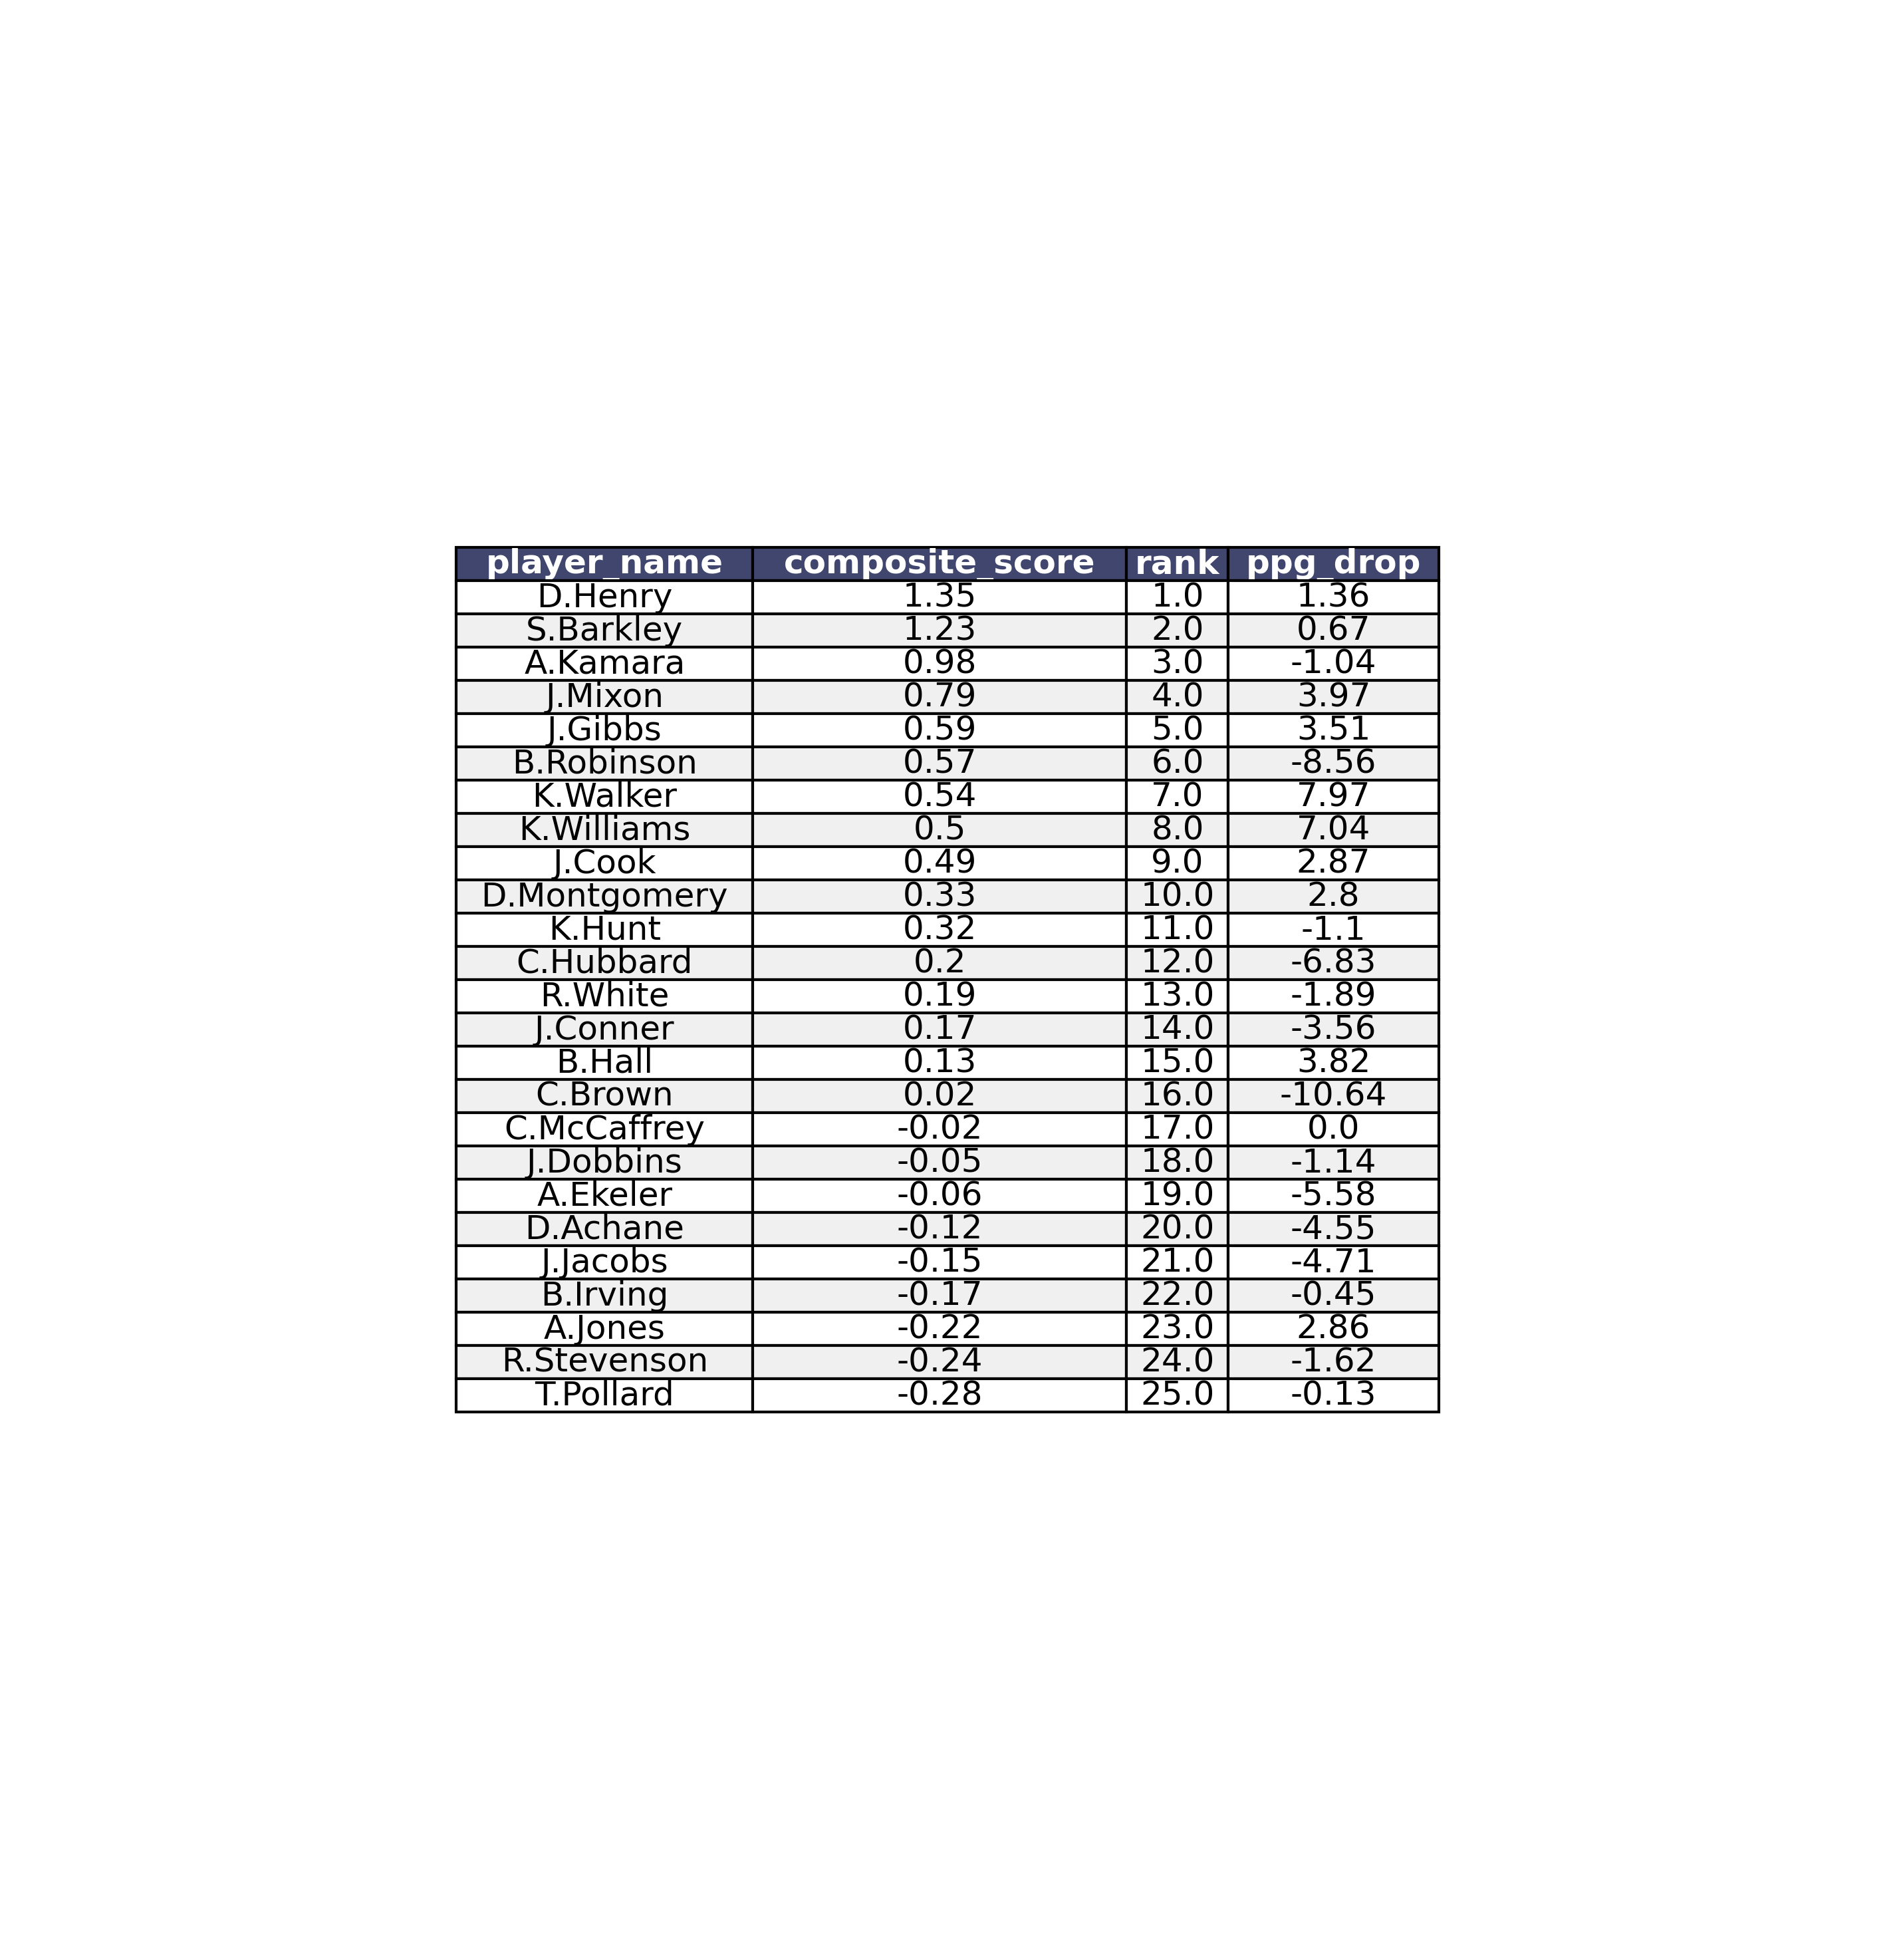 player_name composite_score rank ppg_drop
D.Henry 1.35 1.0 1.36
S.Barkley 1.23 2.0 0.67
A.Kamara 0.98 3.0 -1.04
J.Mixon 0.79 4.0 3.97
J.Gibbs 0.59 5.0 3.51
B.Robinson 0.57 6.0 -8.56
K.Walker 0.54 7.0 7.97
K.Williams 0.5 8.0 7.04
J.Cook 0.49 9.0 2.87
D.Montgomery 0.33 10.0 2.8
K.Hunt 0.32 11.0 -1.1
C.Hubbard 0.2 12.0 -6.83
R.White 0.19 13.0 -1.89
J.Conner 0.17 14.0 -3.56
B.Hall 0.13 15.0 3.82
C.Brown 0.02 16.0 -10.64
C.McCaffrey -0.02 17.0 0.0
J.Dobbins -0.05 18.0 -1.14
A.Ekeler -0.06 19.0 -5.58
D.Achane -0.12 20.0 -4.55
J.Jacobs -0.15 21.0 -4.71
B.Irving -0.17 22.0 -0.45
A.Jones -0.22 23.0 2.86
R.Stevenson -0.24 24.0 -1.62
T.Pollard -0.28 25.0 -0.13